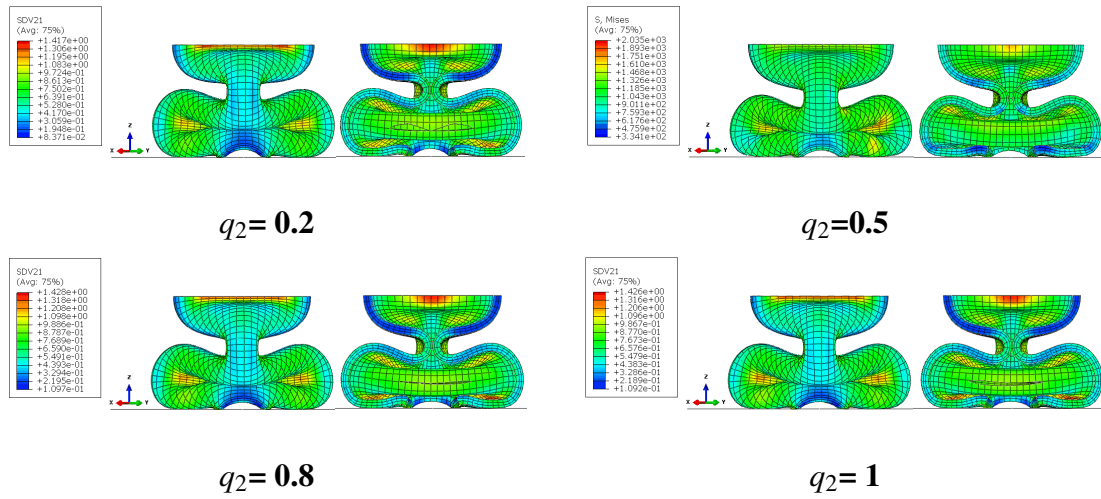 SDV21
(Avg: 75%)
+1.417e+00
+1.306e+00
+1.195e+00
+1.083e+00
+9.724e-01
+8.613e-01
+7.502e-01
+6.391e-01
+5.280e-01
+4.170e-01
+3.059e-01
+1.948e-01
+8.371e-02
Z
X Y
S, Mises
(Avg: 75%)
+2.035e+03
+1.893e+03
+1.751e+03
+1.610e+03
+1.468e+03
+1.326e+03
+1.185e+03
+1.043e+03
+9.011e+02
+7.593e+02
+6.176e+02
+4.759e+02
+3.341e+02
Z
X Y
q2= 0.2
q2=0.5
SDV21
(Avg: 75%)
+1.428e+00
+1.318e+00
+1.208e+00
+1.098e+00
+9.886e-01
+8.787e-01
+7.689e-01
+6.590e-01
+5.491e-01
+4.393e-01
+3.294e-01
+2.195e-01
+1.097e-01
Z
X Y
SDV21
(Avg: 75%)
+1.426e+00
+1.316e+00
+1.206e+00
+1.096e+00
+9.867e-01
+8.770e-01
+7.673e-01
+6.576e-01
+5.479e-01
+4.383e-01
+3.286e-01
+2.189e-01
+1.092e-01
Z
X Y
q2= 0.8
q2= 1